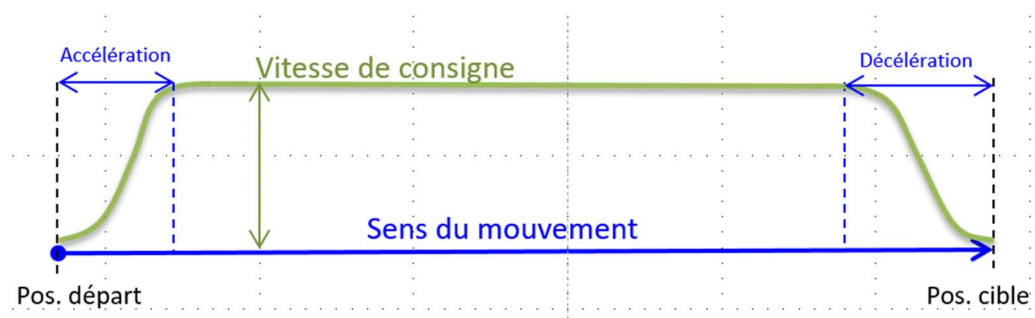 Accélération
Vitesse de consigne
Décélération
Sens du mouvement
Pos. départ
Pos. cible